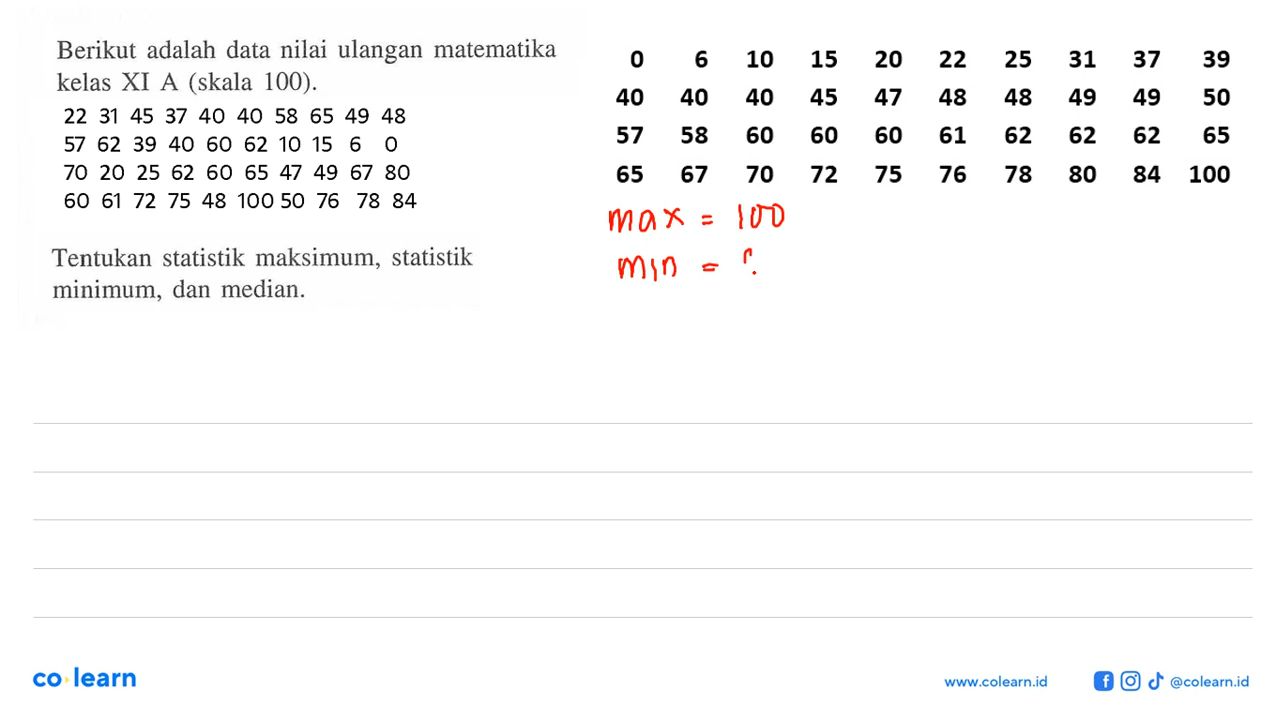 Berikut adalah data nilai ulangan matematika
kelas XI A (skala 100).
22 31 45 37 40 40 58 65 49 48
57 62 39 40 60 62 10 15 6 0
70 20 25 62 60 65 47 49 67 80
60 61 72 75 48 100 50 76 78 84
Tentukan statistik maksimum, statistik
minimum, dan median.
0 6 10 15 20 22 25 31 37 39
40 40 40 45 47 48 48 49 49 50
57 58 60 60 60 61 62 62 62 65
65 67 70 72 75 76 78 80 84 100
max = 100
min =
co learn
www.colearn.id
@colearn.id